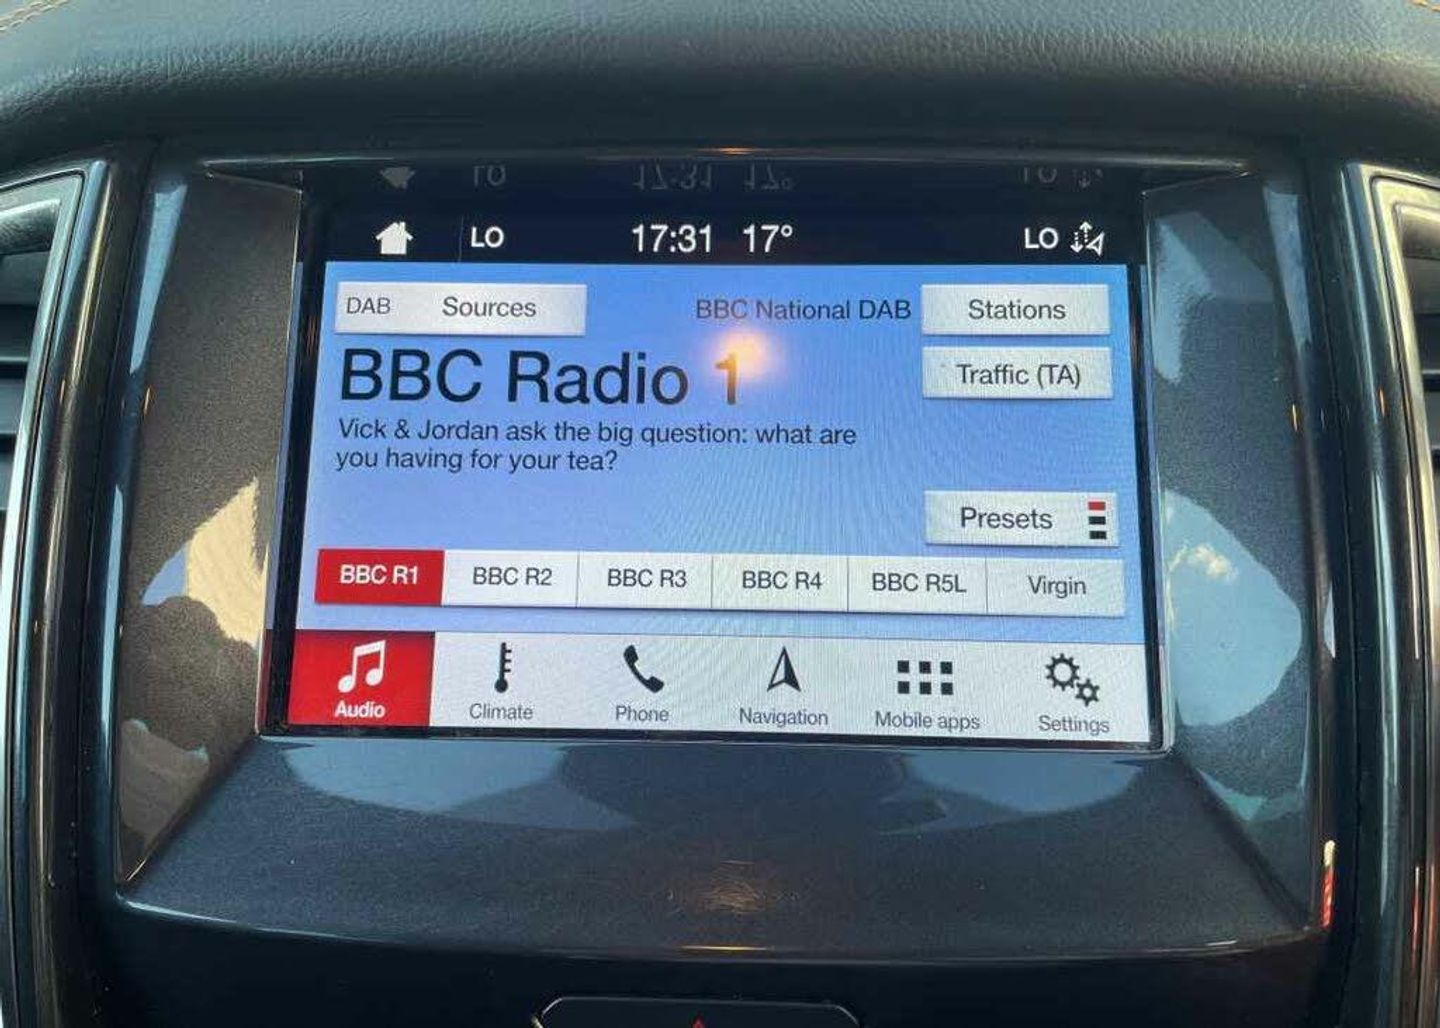 LO 17:31 17° LO
DAB Sources BBC National DAB Stations
BBC Radio 1
Traffic (TA)
Vick & Jordan ask the big question: what are
you having for your tea?
Presets
BBC R1 BBC R2 BBC R3 BBC R4 BBC R5L Virgin
Audio Climate Phone Navigation Mobile apps Settings